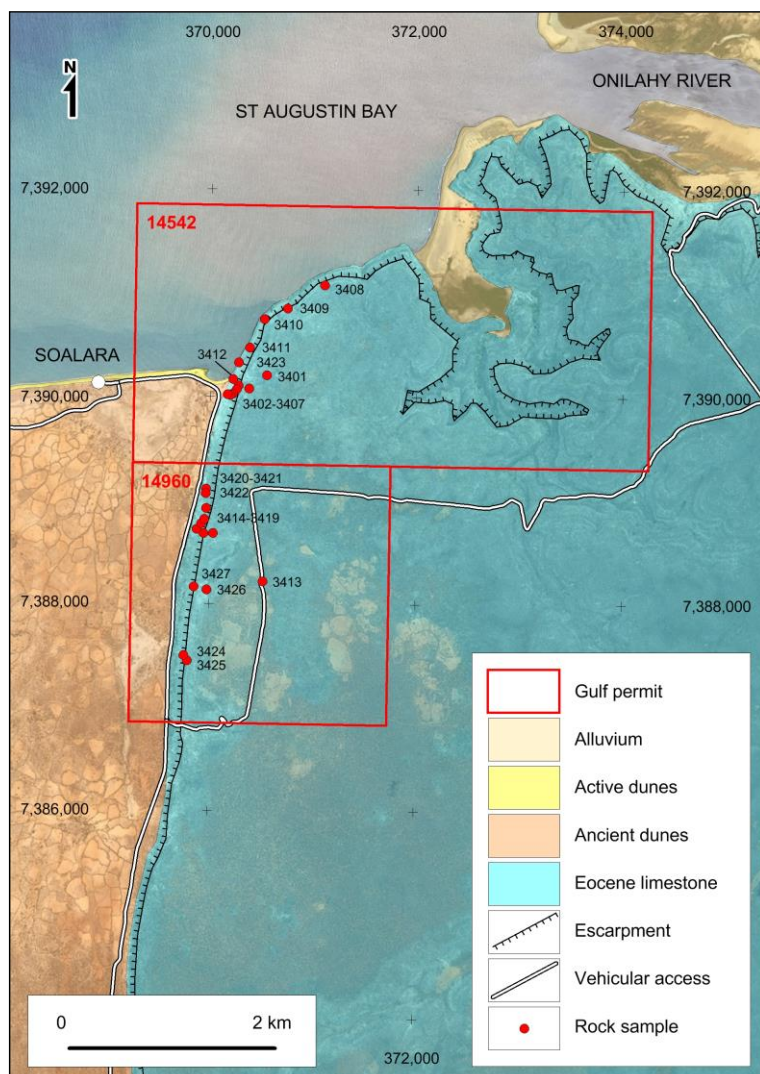 370,000
372,000
374,000
N
ONILAHY RIVER
ST AUGUSTIN BAY
7,392,000
7,392,000
14542
3408
3409
3410
3411
3412
3423
SOALARA
3401
7,390,000
3402-3407
7,390,000
14960
3420-3421
3422
3414-3419
3413
3427
3426
7,388,000
7,388,000
3424
3425
Gulf permit
Alluvium
Active dunes
7,386,000
Ancient dunes
Eocene limestone
Escarpment
Vehicular access
Rock sample
0
2 km
372,000